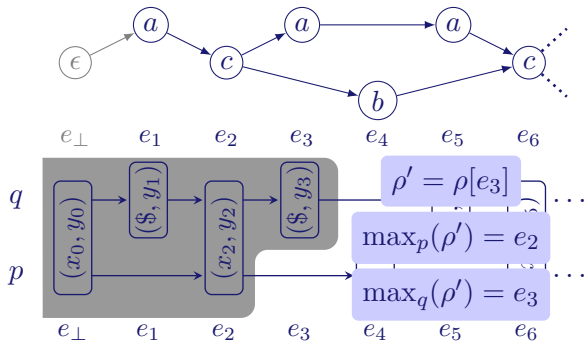 a a a
ϵ c c
b
e⊥ e₁ e₂ e₃ e₄ e₅ e₆
q (x₀, y₀) ($, y₁) (x₂, y₂) ($, y₃) ρ′ = ρ[e₃] ⋯
maxₚ(ρ′) = e₂
p max_q(ρ′) = e₃ ⋯
e⊥ e₁ e₂ e₃ e₄ e₅ e₆